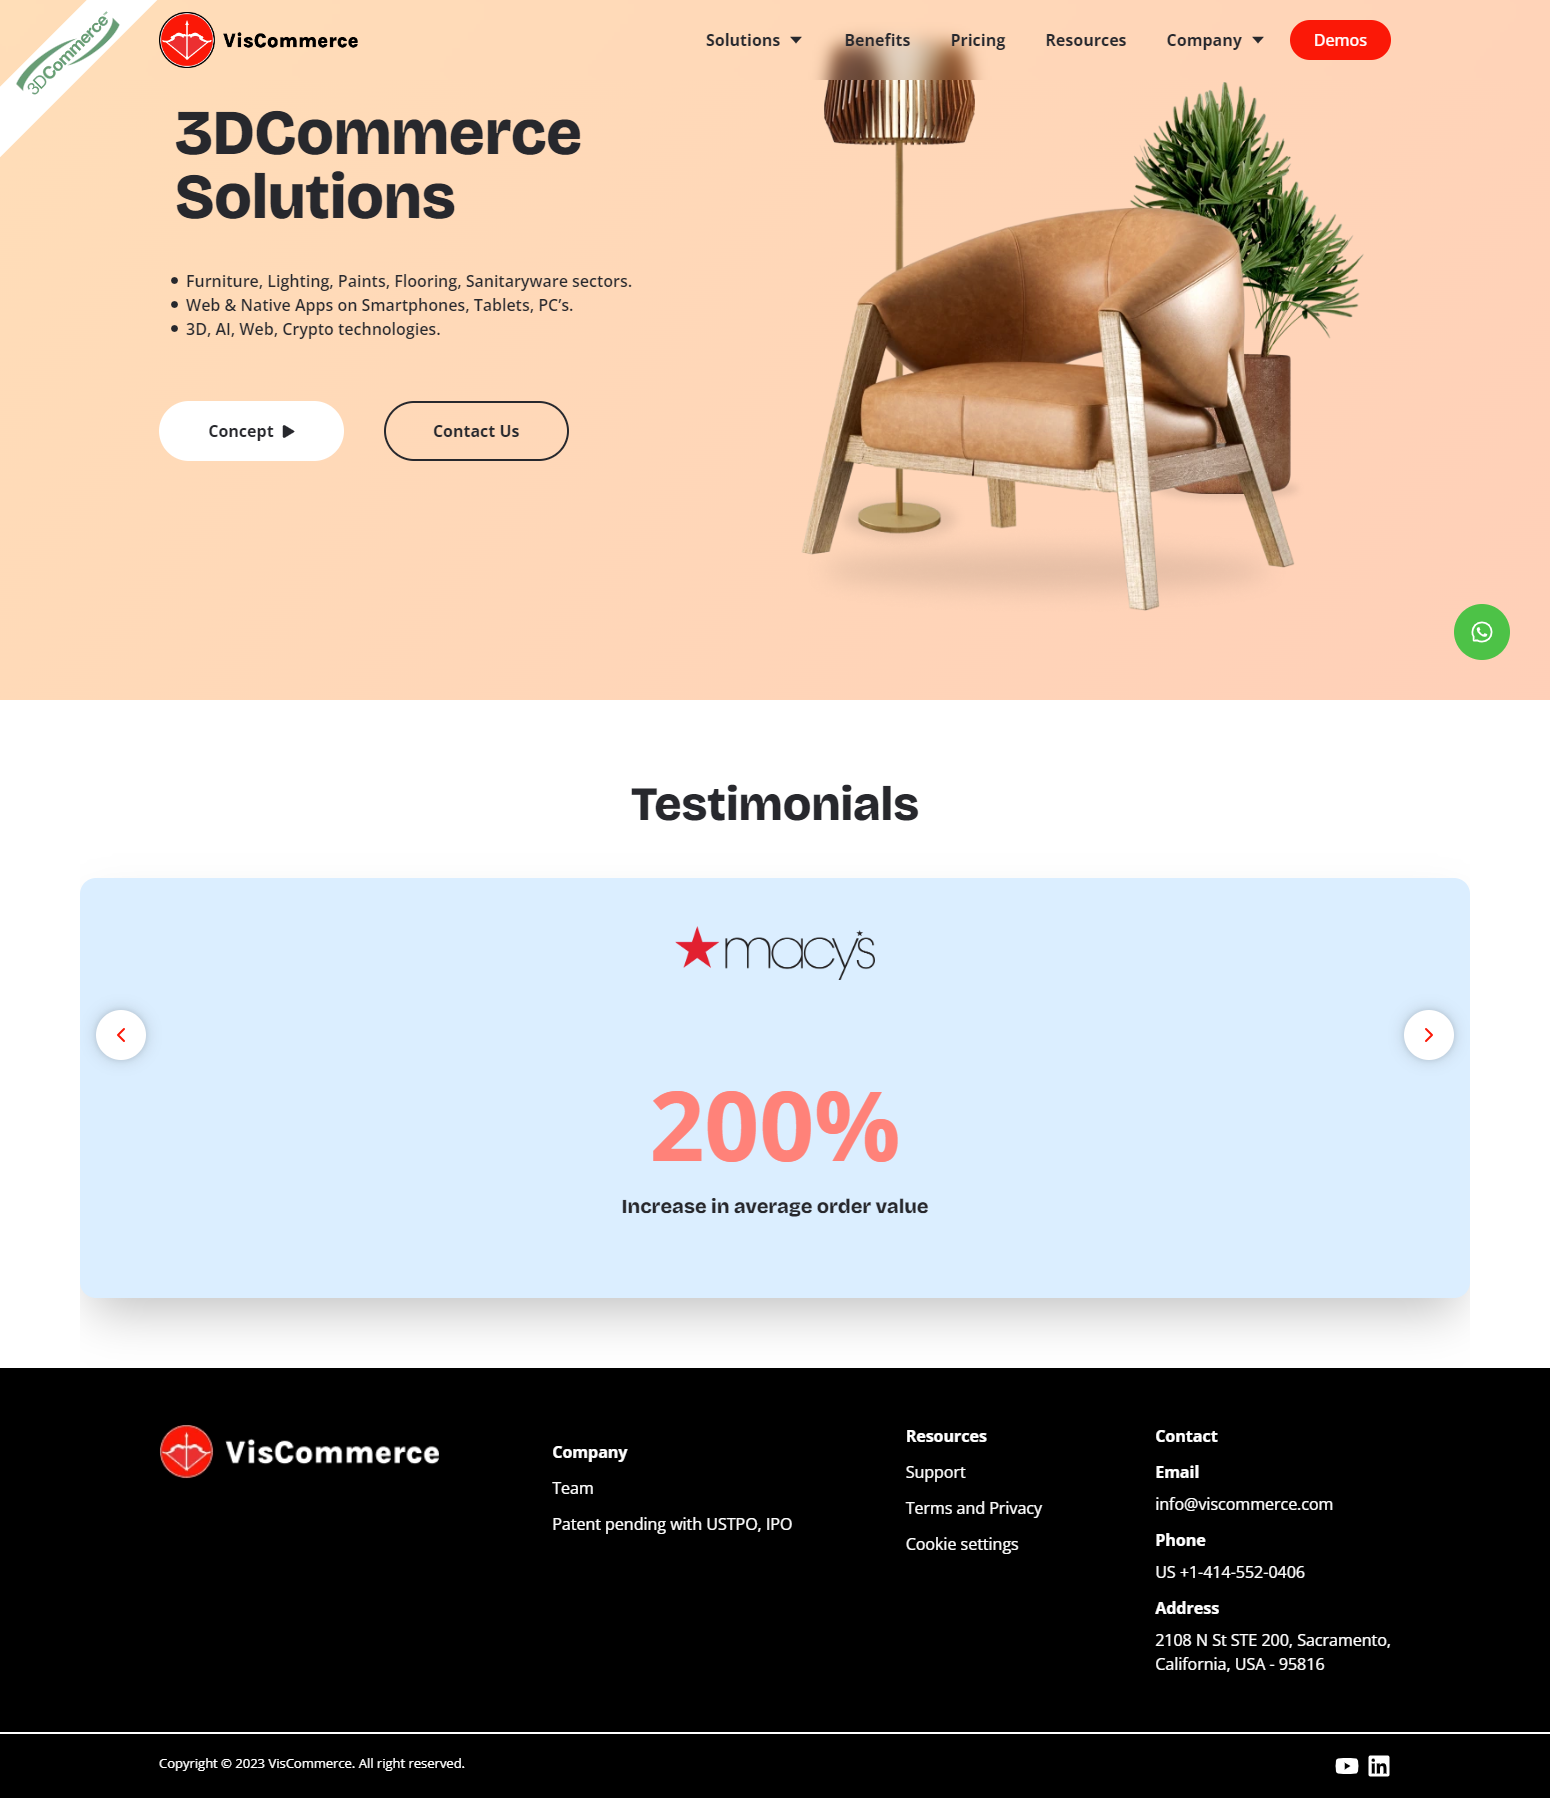 3DCommerce™
VisCommerce
Solutions
Benefits
Pricing
Resources
Company
Demos
3DCommerce
Solutions
Furniture, Lighting, Paints, Flooring, Sanitaryware sectors.
Web & Native Apps on Smartphones, Tablets, PC’s.
3D, AI, Web, Crypto technologies.
Concept
Contact Us
Testimonials
macy's
200%
Increase in average order value
VisCommerce
Company
Team
Patent pending with USTPO, IPO
Resources
Support
Terms and Privacy
Cookie settings
Contact
Email
info@viscommerce.com
Phone
US +1-414-552-0406
Address
2108 N St STE 200, Sacramento,
California, USA - 95816
Copyright © 2023 VisCommerce. All right reserved.
in